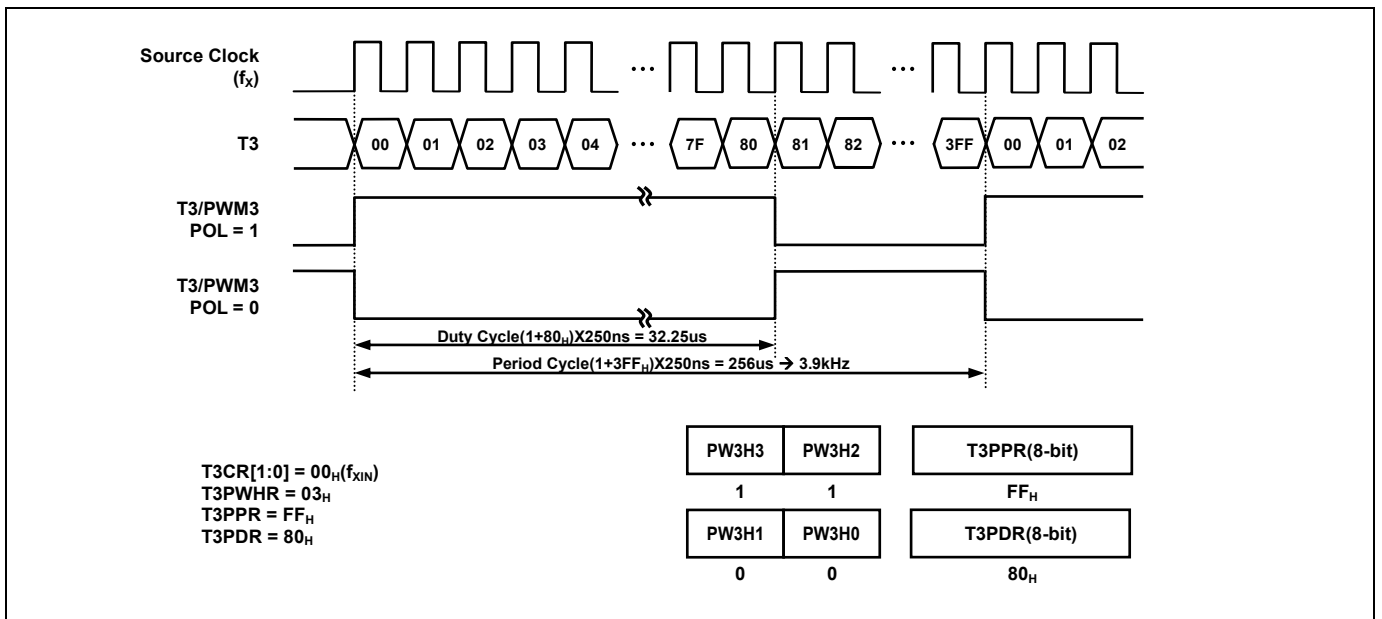 Source Clock
(fX)
T3
00 01 02 03 04 ··· 7F 80 81 82 ··· 3FF 00 01 02
T3/PWM3
POL = 1
T3/PWM3
POL = 0
Duty Cycle(1+80H)X250ns = 32.25us
Period Cycle(1+3FFH)X250ns = 256us → 3.9kHz
T3CR[1:0] = 00H(fXIN)
T3PWHR = 03H
T3PPR = FFH
T3PDR = 80H
PW3H3 PW3H2 T3PPR(8-bit)
1 1 FFH
PW3H1 PW3H0 T3PDR(8-bit)
0 0 80H